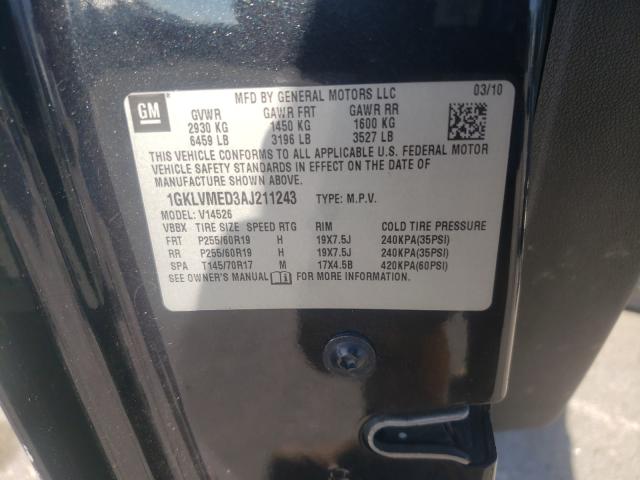 GM
MFD BY GENERAL MOTORS LLC 03/10
GVWR GAWR FRT GAWR RR
2930 KG 1450 KG 1600 KG
6459 LB 3196 LB 3527 LB
THIS VEHICLE CONFORMS TO ALL APPLICABLE U.S. FEDERAL MOTOR
VEHICLE SAFETY STANDARDS IN EFFECT ON THE DATE OF
MANUFACTURE SHOWN ABOVE.
1GKLVMED3AJ211243 TYPE: M.P.V.
MODEL: V14526
VBBX TIRE SIZE SPEED RTG RIM COLD TIRE PRESSURE
FRT P255/60R19 H 19X7.5J 240KPA(35PSI)
RR P255/60R19 H 19X7.5J 240KPA(35PSI)
SPA T145/70R17 M 17X4.5B 420KPA(60PSI)
SEE OWNER'S MANUAL FOR MORE INFORMATION.